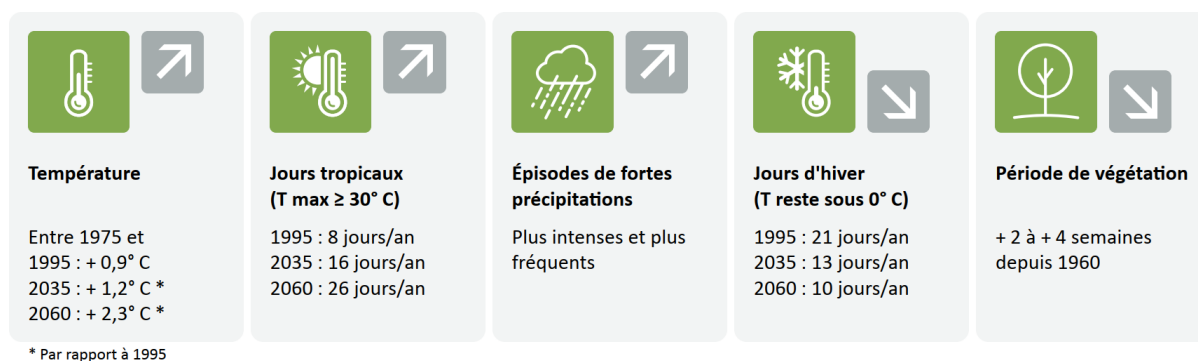 Température
Entre 1975 et
1995 : + 0,9° C
2035 : + 1,2° C *
2060 : + 2,3° C *
* Par rapport à 1995
Jours tropicaux
(T max ≥ 30° C)
1995 : 8 jours/an
2035 : 16 jours/an
2060 : 26 jours/an
Épisodes de fortes
précipitations
Plus intenses et plus
fréquents
Jours d'hiver
(T reste sous 0° C)
1995 : 21 jours/an
2035 : 13 jours/an
2060 : 10 jours/an
Période de végétation
+ 2 à + 4 semaines
depuis 1960